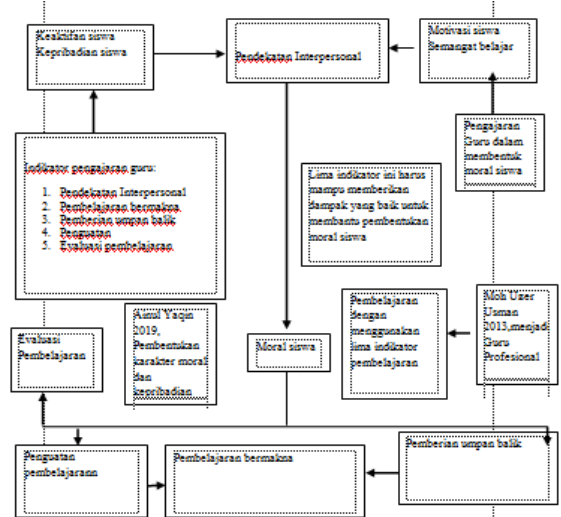 Keaktifan siswa
Kepribadian siswa
Pendekatan Interpersonal
Motivasi siswa
Semangat belajar
Pengajaran
Guru dalam
membentuk
moral siswa
Indikator pengajaran guru:
1. Pendekatan Interpersonal
2. Pembelajaran bermakna
3. Pemberian umpan balik
4. Penguatan
5. Evaluasi pembelajaran
Lima indikator ini harus
mampu memberikan
dampak yang baik untuk
membantu pembentukan
moral siswa
Evaluasi
Pembelajaran
Ainul Yaqin
2019,
Pembentukan
karakter moral
dan
kepribadian
Moral siswa
Pembelajaran
dengan
menggunakan
lima indikator
pembelajaran
Moh Uzer
Usman
2013,menjadi
Guru
Profesional
Penguatan
pembelajarann
Pembelajaran bermakna
Pemberian umpan balik